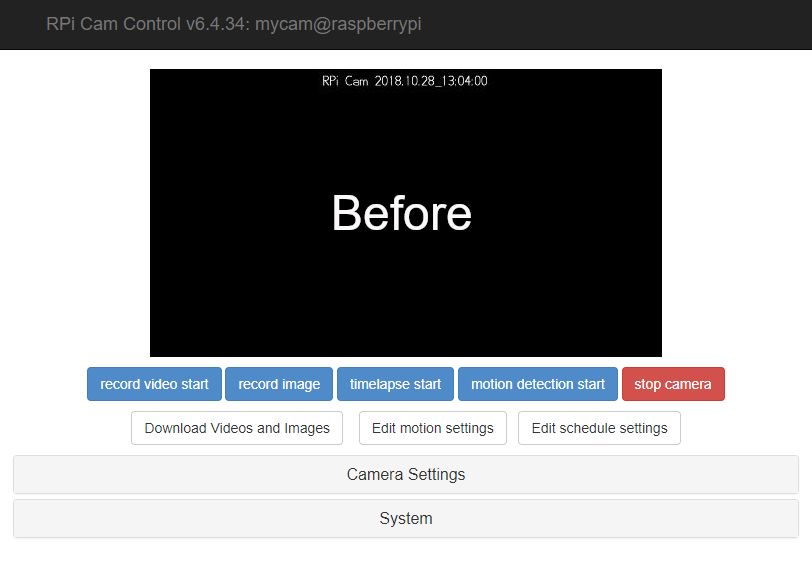 RPi Cam Control v6.4.34: mycam@raspberrypi
RPi Cam 2018.10.28_13:04:00
Before
record video start record image timelapse start motion detection start stop camera
Download Videos and Images Edit motion settings Edit schedule settings
Camera Settings
System